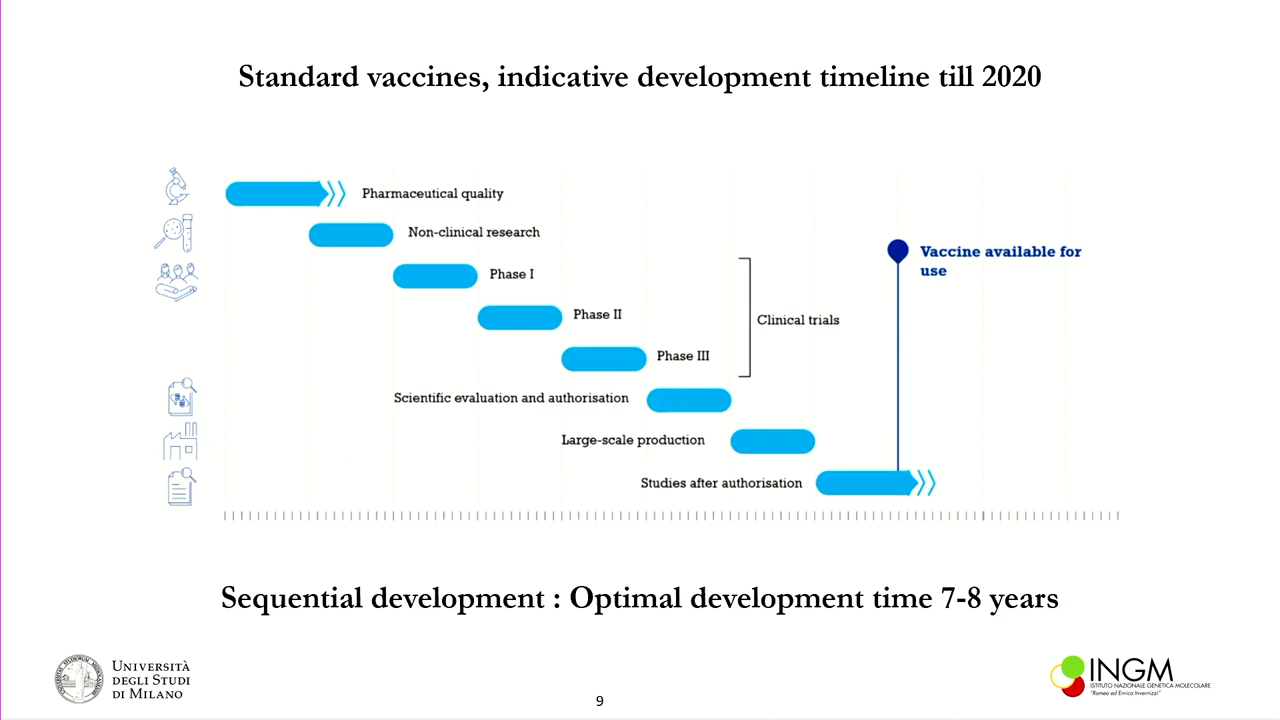 Standard vaccines, indicative development timeline till 2020
Pharmaceutical quality
Non-clinical research
Phase I
Vaccine available for
use
Phase II
Clinical trials
Phase III
Scientific evaluation and authorisation
Large-scale production
Studies after authorisation
Sequential development : Optimal development time 7-8 years
UNIVERSITÀ
DEGLI STUDI
DI MILANO
9
INGM
ISTITUTO NAZIONALE GENETICA MOLECOLARE
"Romeo ed Enrica Invernizzi"